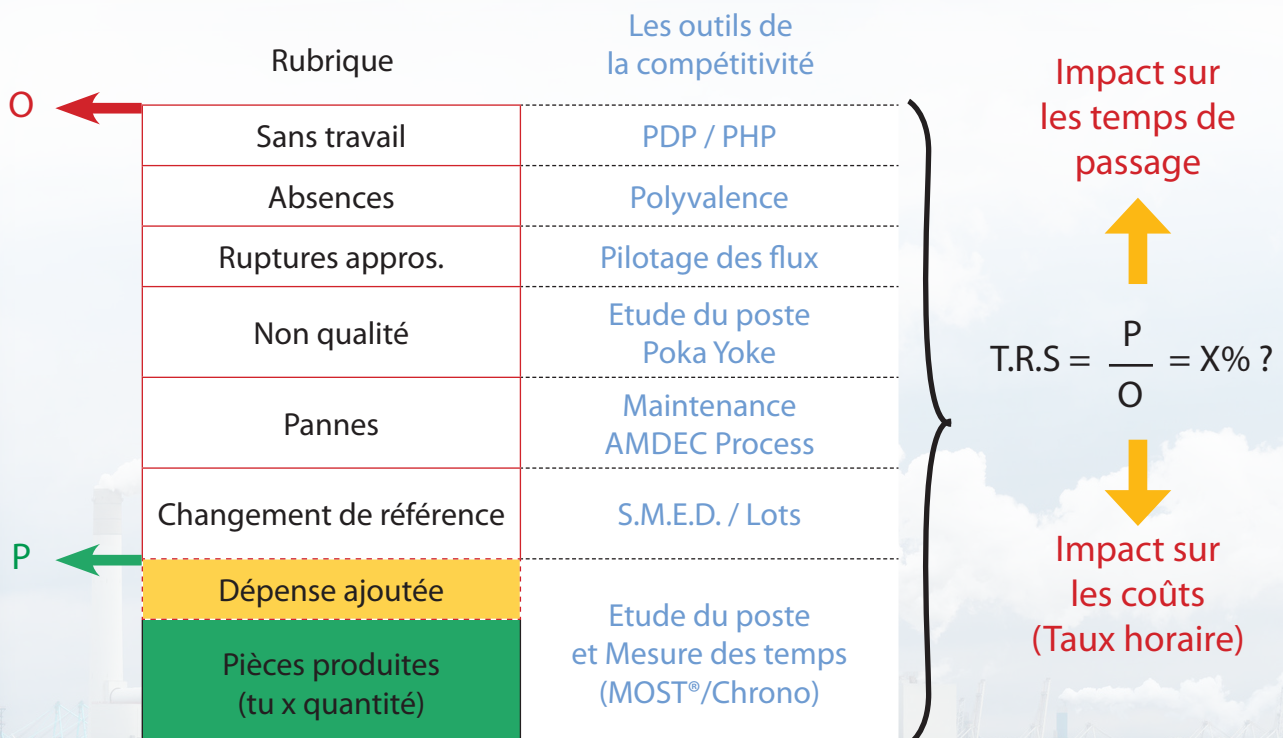 Rubrique
Les outils de
la compétitivité
O
Sans travail
PDP / PHP
Absences
Polyvalence
Ruptures appros.
Pilotage des flux
Non qualité
Etude du poste
Poka Yoke
Pannes
Maintenance
AMDEC Process
Changement de référence
S.M.E.D. / Lots
P
Dépense ajoutée
Pièces produites
(tu x quantité)
Etude du poste
et Mesure des temps
(MOST®/Chrono)
Impact sur
les temps de
passage
T.R.S = P / O = X% ?
Impact sur
les coûts
(Taux horaire)